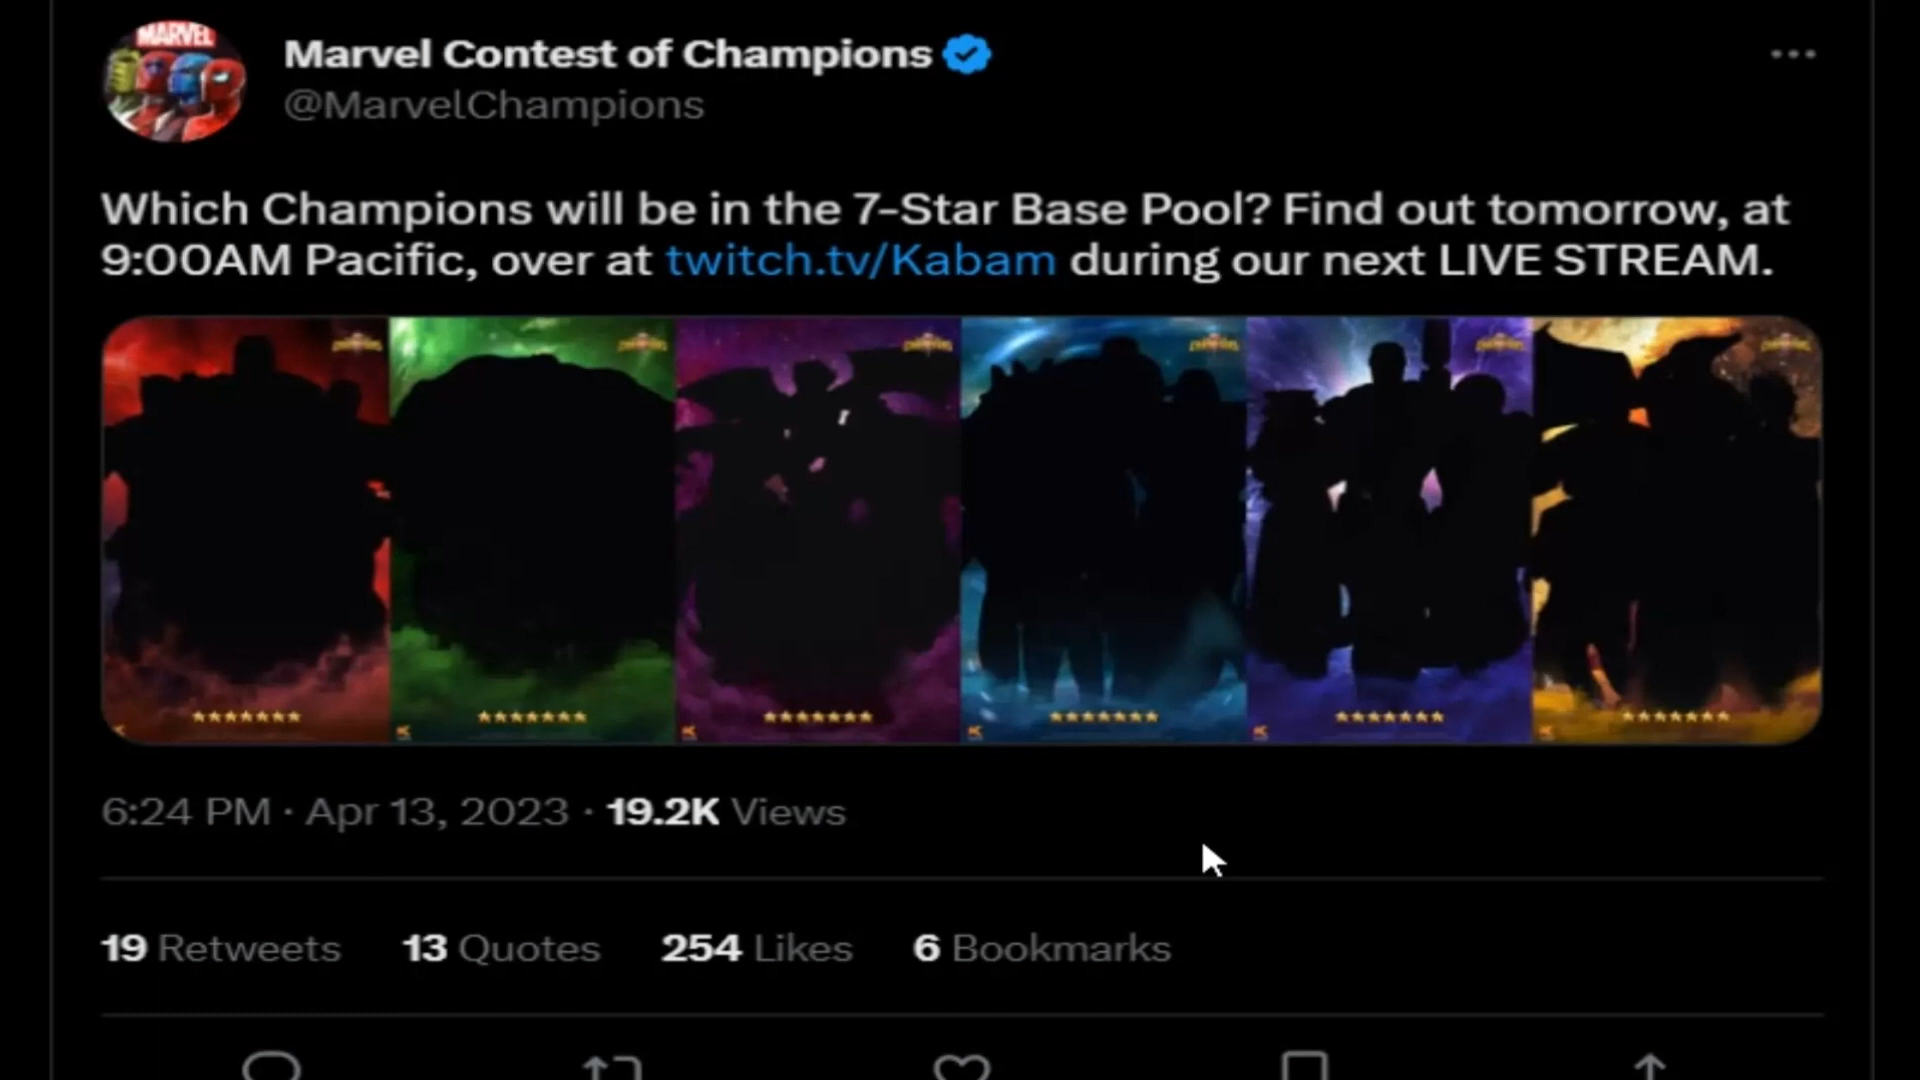 MARVEL
Marvel Contest of Champions
@MarvelChampions
Which Champions will be in the 7-Star Base Pool? Find out tomorrow, at
9:00AM Pacific, over at twitch.tv/Kabam during our next LIVE STREAM.
6:24 PM · Apr 13, 2023 · 19.2K Views
19 Retweets 13 Quotes 254 Likes 6 Bookmarks